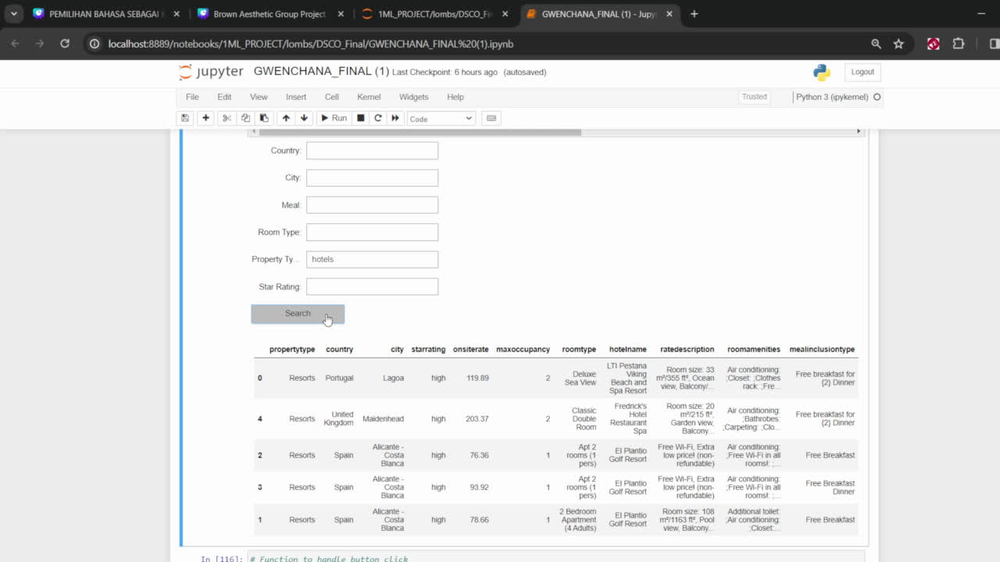 PEMILIHAN BAHASA SEBAGAI
Brown Aesthetic Group Project
1ML_PROJECT/lombs/DSCO_Fi
GWENCHANA_FINAL (1) - Jupy
localhost:8889/notebooks/1ML_PROJECT/lombs/DSCO_Final/GWENCHANA_FINAL%20(1).ipynb
jupyter GWENCHANA_FINAL (1) Last Checkpoint: 6 hours ago (autosaved)
Logout
File Edit View Insert Cell Kernel Widgets Help
Trusted
Python 3 (ipykernel)
Run
Code
Country:
City:
Meal:
Room Type:
Property Ty... hotels
Star Rating:
Search
propertytype country city starrating onsiterate maxoccupancy roomtype hotelname ratedescription roomamenities mealinclusiontype
0 Resorts Portugal Lagoa high 119.89 2 Deluxe Sea View LTI Pestana Viking Beach and Spa Resort Room size: 33 m²/355 ft², Ocean view, Balcony/... Air conditioning: ;Closet: ;Clothes rack: ;Fre... Free breakfast for {2} Dinner
4 Resorts United Kingdom Maidenhead high 203.37 2 Classic Double Room Fredrick's Hotel Restaurant Spa Room size: 20 m²/215 ft², Garden view, Balcony... Air conditioning: ;Bathrobes: ;Carpeting: ;Clo... Free breakfast for {2} Dinner
2 Resorts Spain Alicante - Costa Blanca high 76.36 1 Apt 2 rooms (1 pers) El Plantio Golf Resort Free Wi-Fi, Extra low price! (non-refundable) Air conditioning: ;Free Wi-Fi in all rooms!: ;... Free Breakfast
3 Resorts Spain Alicante - Costa Blanca high 93.92 1 Apt 2 rooms (1 pers) El Plantio Golf Resort Free Wi-Fi, Extra low price! (non-refundable) Air conditioning: ;Free Wi-Fi in all rooms!: ;... Free Breakfast Dinner
1 Resorts Spain Alicante - Costa Blanca high 78.66 1 2 Bedroom Apartment (4 Adults) El Plantio Golf Resort Room size: 108 m²/1163 ft², Pool view, Balcony... Additional toilet: ;Air conditioning: ;Closet:... Free Breakfast
In [116]: # Function to handle button click